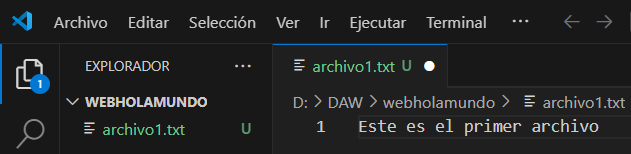 Archivo Editar Selección Ver Ir Ejecutar Terminal ···
EXPLORADOR ···
archivo1.txt U
1
WEBHOLAMUNDO
D: > DAW > webholamundo > archivo1.txt
archivo1.txt U
1 Este es el primer archivo